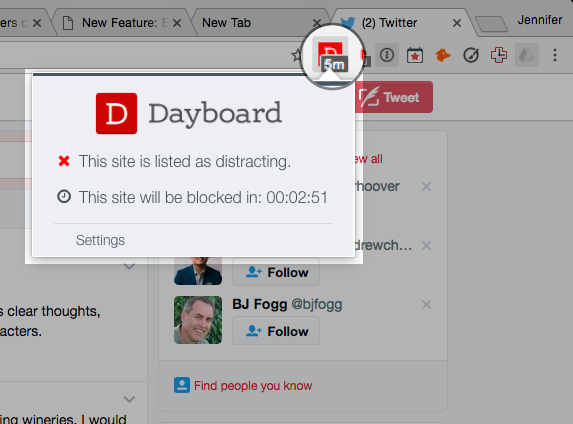 ers c
New Feature: E
New Tab
(2) Twitter
Jennifer
D
5m
Tweet
D Dayboard
This site is listed as distracting.
This site will be blocked in: 00:02:51
Settings
ew all
rhoover
drewch...
Follow
BJ Fogg @bjfogg
Follow
Find people you know
s clear thoughts,
acters.
ing wineries. I would